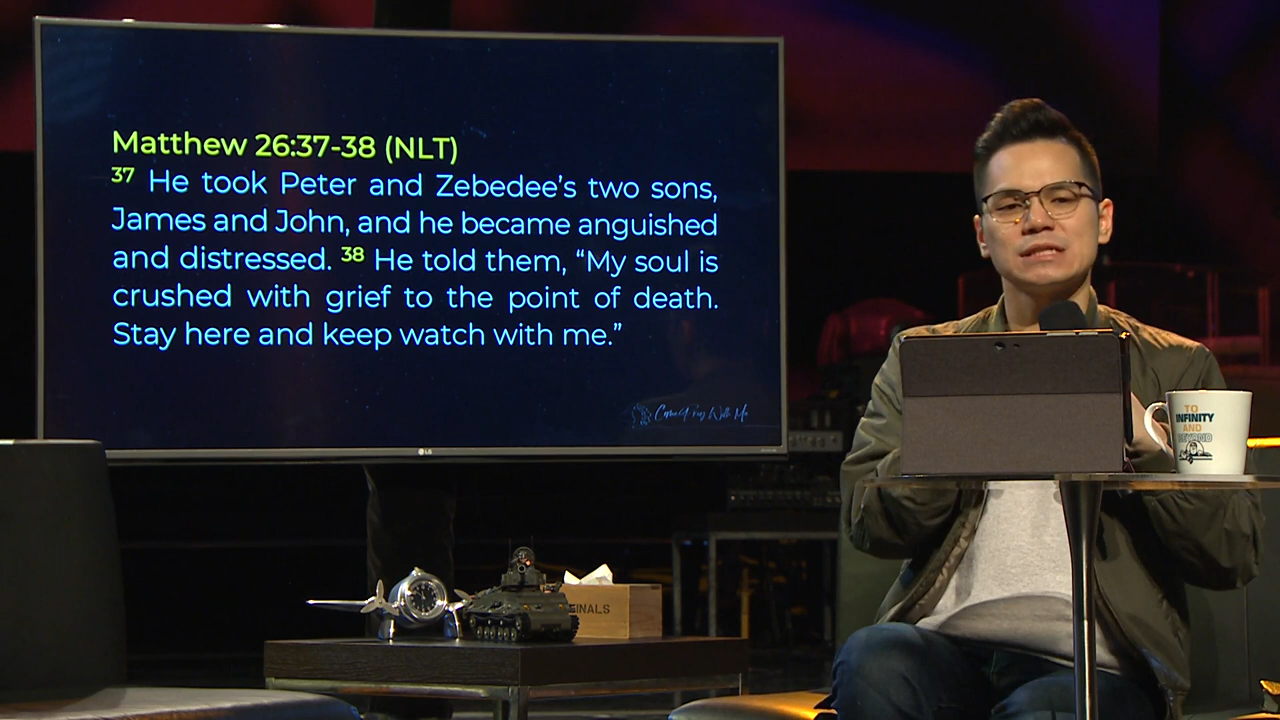 Matthew 26:37-38 (NLT)
37 He took Peter and Zebedee's two sons,
James and John, and he became anguished
and distressed. 38 He told them, “My soul is
crushed with grief to the point of death.
Stay here and keep watch with me.”
LG
TO
INFINITY
AND
BEYOND
INALS